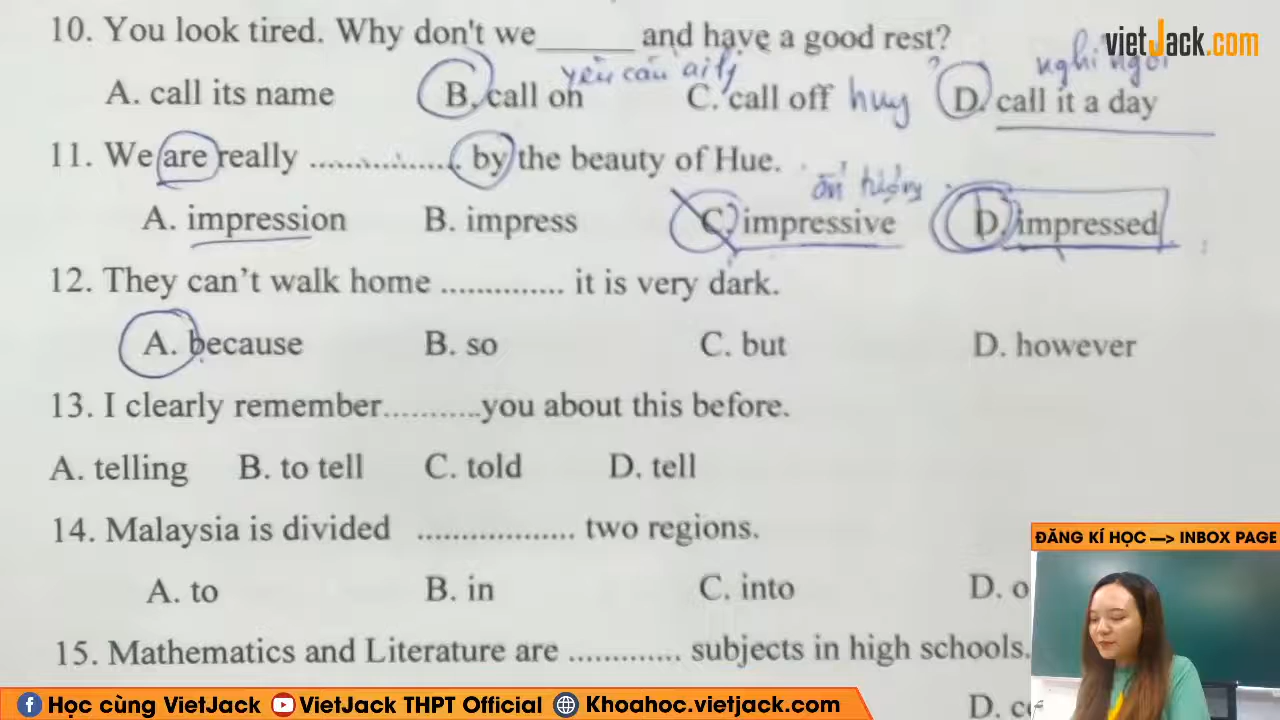 vietJack.com
10. You look tired. Why don't we______ and have a good rest?
yêu cầu ai
nghỉ ngơi
A. call its name B. call on C. call off huỷ D. call it a day
11. We are really ................ by the beauty of Hue.
ấn tượng
A. impression B. impress C. impressive D. impressed
12. They can’t walk home .............. it is very dark.
A. because B. so C. but D. however
13. I clearly remember...........you about this before.
A. telling B. to tell C. told D. tell
14. Malaysia is divided .................. two regions.
A. to B. in C. into D.
15. Mathematics and Literature are ............. subjects in high schools.
D.
ĐĂNG KÍ HỌC —> INBOX PAGE
Học cùng VietJack VietJack THPT Official Khoahoc.vietjack.com